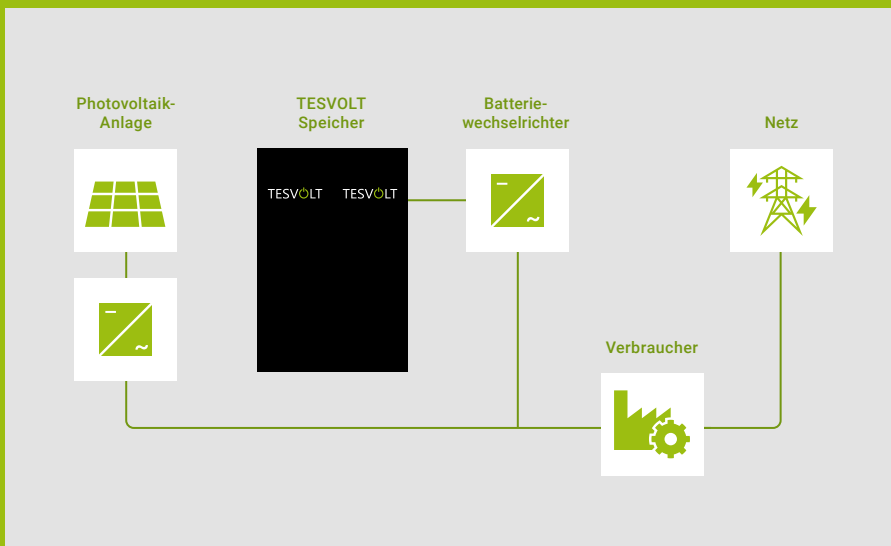 Photovoltaik-
Anlage
TESVOLT
Speicher
Batterie-
wechselrichter
Netz
TESVOLT TESVOLT
Verbraucher